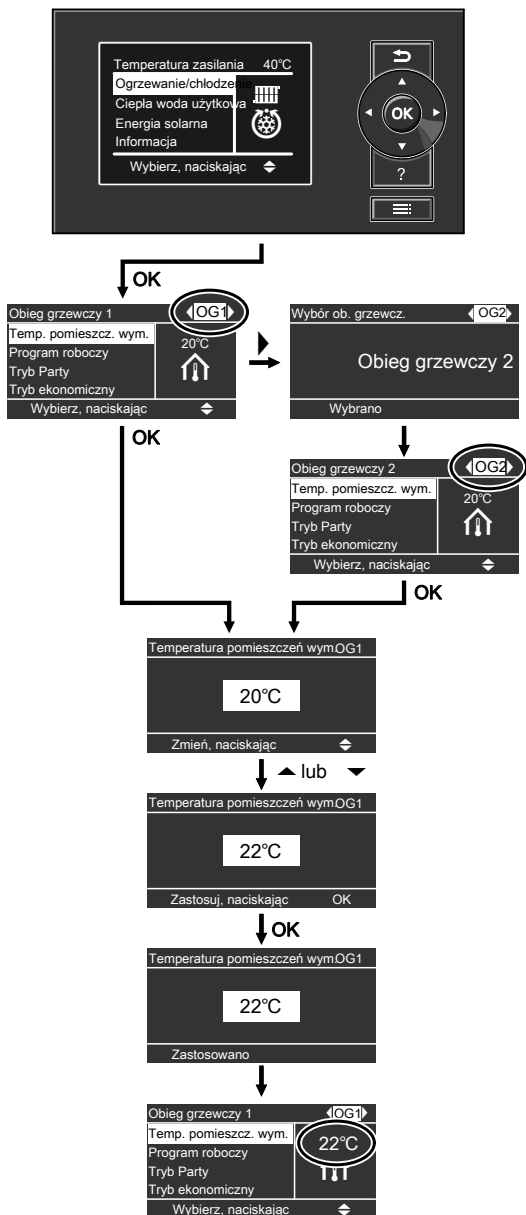 Temperatura zasilania 40°C
Ogrzewanie/chłodzenie
Ciepła woda użytkowa
Energia solarna
Informacja
Wybierz, naciskając
OK
?
OK
Obieg grzewczy 1 OG1
Temp. pomieszcz. wym.
20°C
Program roboczy
Tryb Party
Tryb ekonomiczny
Wybierz, naciskając
Wybór ob. grzewcz. OG2
Obieg grzewczy 2
Wybrano
OK
Obieg grzewczy 2 OG2
Temp. pomieszcz. wym.
20°C
Program roboczy
Tryb Party
Tryb ekonomiczny
Wybierz, naciskając
OK
Temperatura pomieszczeń wym.OG1
20°C
Zmień, naciskając
lub
Temperatura pomieszczeń wym.OG1
22°C
Zastosuj, naciskając OK
OK
Temperatura pomieszczeń wym.OG1
22°C
Zastosowano
Obieg grzewczy 1 OG1
Temp. pomieszcz. wym.
22°C
Program roboczy
Tryb Party
Tryb ekonomiczny
Wybierz, naciskając